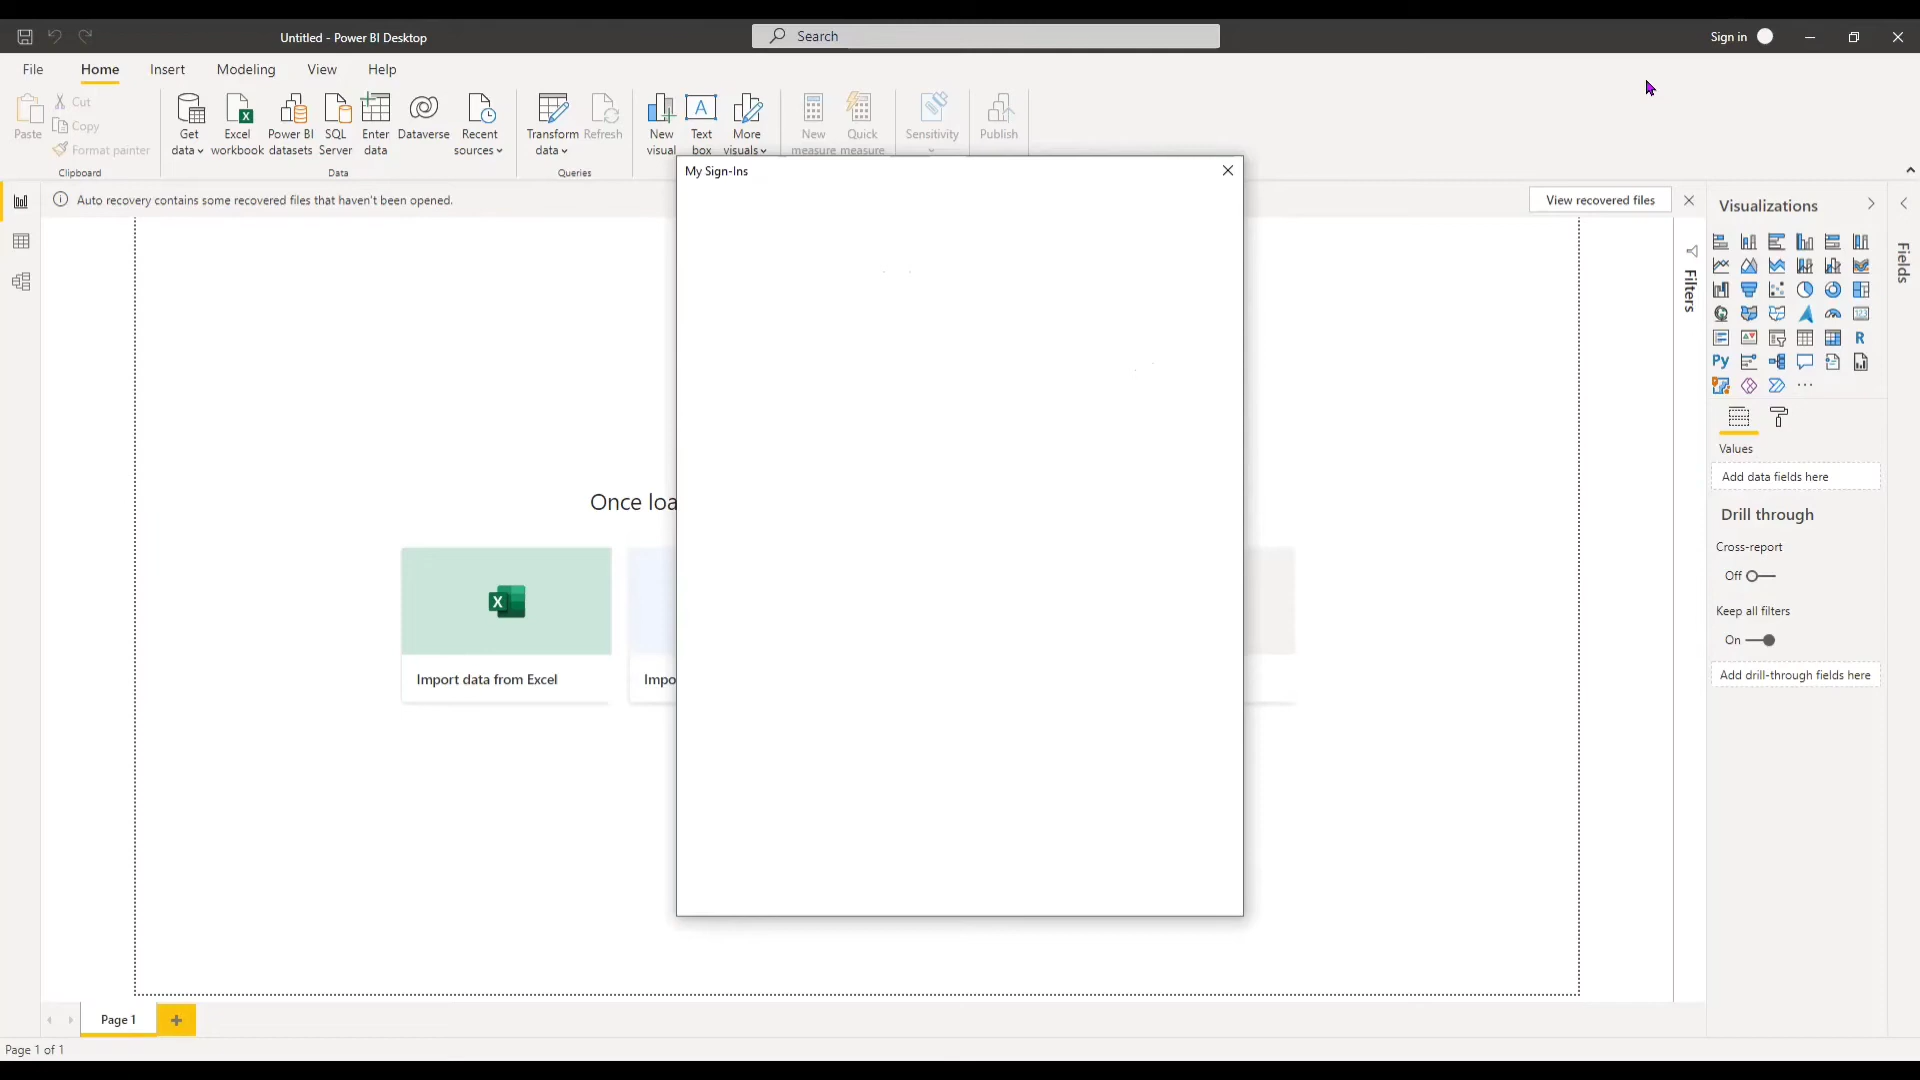 Untitled - Power BI Desktop
Search
Sign in
File
Home
Insert
Modeling
View
Help
Paste
Cut
Copy
Format painter
Clipboard
Get data
Excel workbook
Power BI datasets
SQL Server
Enter data
Dataverse
Recent sources
Data
Transform data
Refresh
Queries
New visual
Text box
More visuals
New measure
Quick measure
Sensitivity
Publish
My Sign-Ins
Auto recovery contains some recovered files that haven't been opened.
View recovered files
Once loa
X
Import data from Excel
Impo
Filters
Visualizations
Fields
123
R
Py
Values
Add data fields here
Drill through
Cross-report
Off
Keep all filters
On
Add drill-through fields here
Page 1
Page 1 of 1